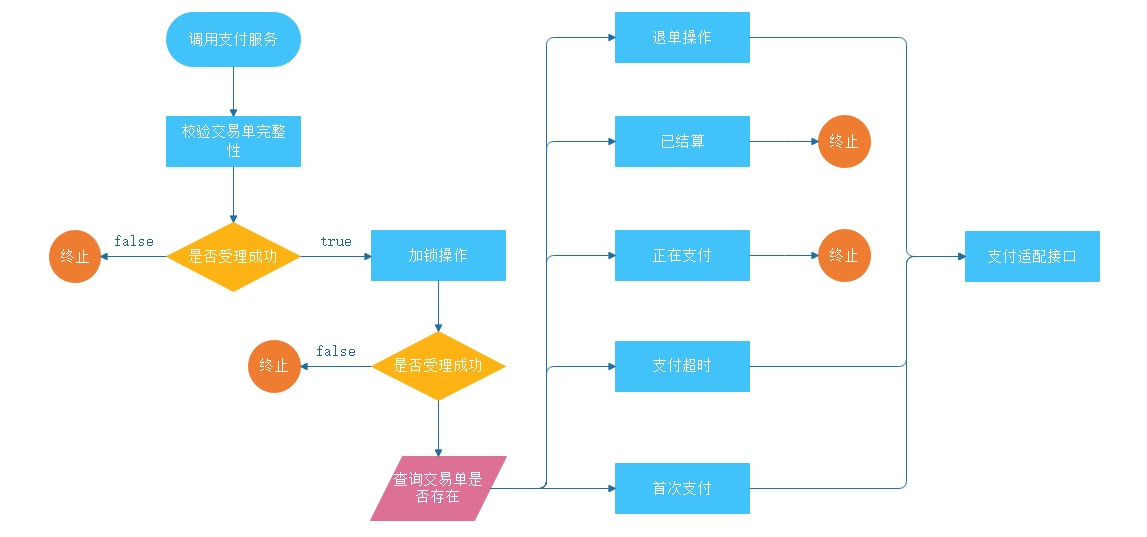 调用支付服务
退单操作
校验交易单完整
性
已结算
终止
终止
false
是否受理成功
true
加锁操作
正在支付
终止
支付适配接口
终止
false
是否受理成功
支付超时
查询交易单是
否存在
首次支付